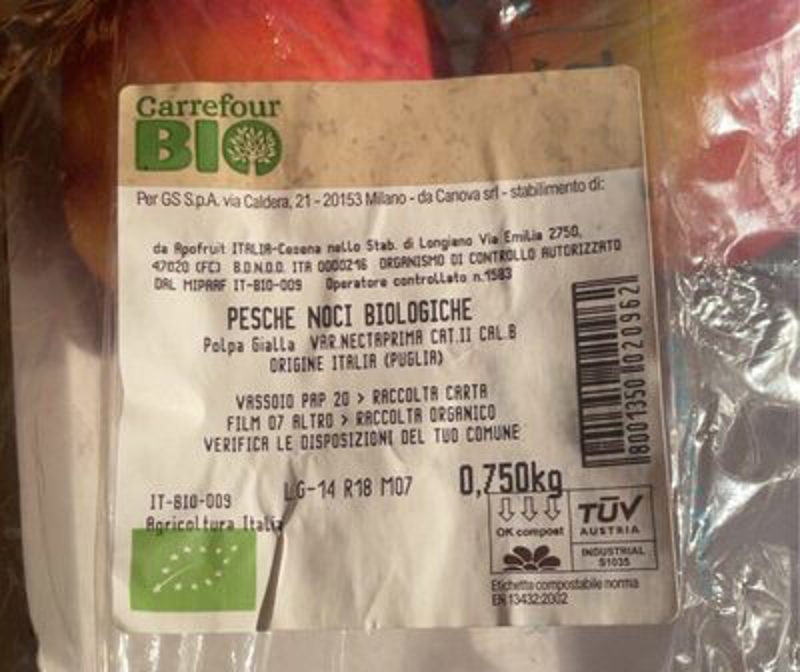 Carrefour
BIO
Per GS S.p.A. via Caldera, 21 - 20153 Milano - da Canova srl - stabilimento di:
da Apofruit ITALIA-Cesena nello Stab. di Longiano Via Emilia 2750,
47020 (FC) B.D.N.D.O. ITA 0000216 ORGANISMO DI CONTROLLO AUTORIZZATO
DAL MIPAAF IT-BIO-009 Operatore controllato n.1583
PESCHE NOCI BIOLOGICHE
Polpa Gialla VAR.NECTAPRIMA CAT.II CAL.B
ORIGINE ITALIA (PUGLIA)
VASSOIO PAP 20 > RACCOLTA CARTA
FILM 07 ALTRO > RACCOLTA ORGANICO
VERIFICA LE DISPOSIZIONI DEL TUO COMUNE
8001350020962
LG-14 R18 M07
0,750kg
IT-BIO-009
Agricoltura Italia
OK compost
TÜV
AUSTRIA
INDUSTRIAL
S1035
Etichetta compostabile norma
EN 13432:2002